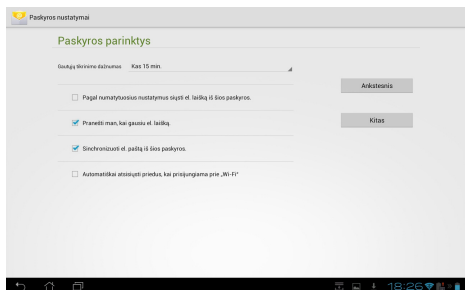 Paskyros nustatymai
Paskyros parinktys
Gautųjų tikrinimo dažnumas Kas 15 min.
Ankstesnis
Pagal numatytuosius nustatymus siųsti el. laišką iš šios paskyros.
Pranešti man, kai gausiu el. laišką.
Kitas
Sinchronizuoti el. paštą iš šios paskyros.
Automatiškai atsisiųsti priedus, kai prisijungiama prie „Wi-Fi“
18:26